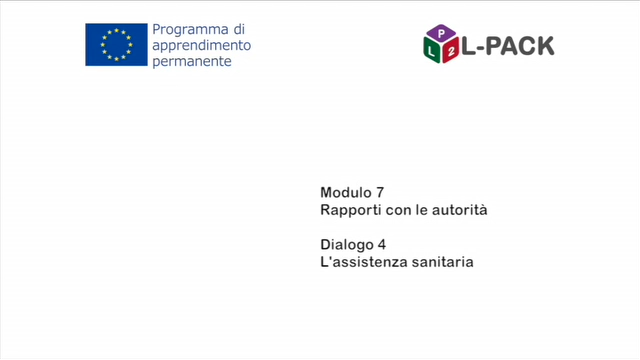 Programma di
apprendimento
permanente
P
L 2
L-PACK
Modulo 7
Rapporti con le autorità
Dialogo 4
L'assistenza sanitaria